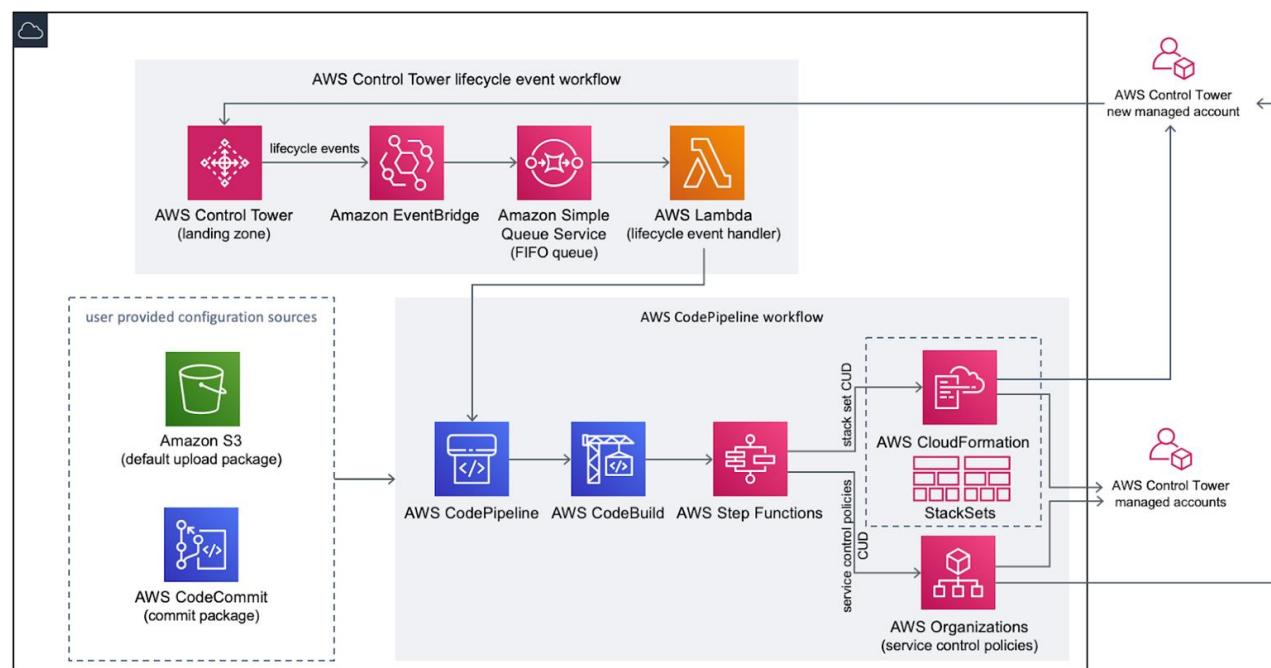 AWS Control Tower lifecycle event workflow
AWS Control Tower
new managed account
lifecycle events
AWS Control Tower
(landing zone)
Amazon EventBridge
Amazon Simple
Queue Service
(FIFO queue)
AWS Lambda
(lifecycle event handler)
user provided configuration sources
Amazon S3
(default upload package)
AWS CodeCommit
(commit package)
AWS CodePipeline workflow
AWS CodePipeline
AWS CodeBuild
AWS Step Functions
stack set CUD
service control policies
CUD
AWS CloudFormation
StackSets
AWS Organizations
(service control policies)
AWS Control Tower
managed accounts